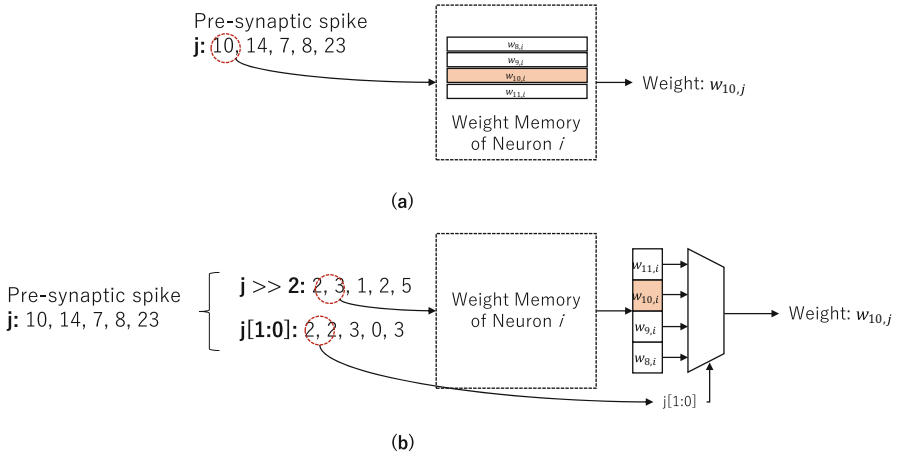 Pre-synaptic spike
j: 10, 14, 7, 8, 23
w8,i
w9,i
w10,i
w11,i
Weight: w10,j
Weight Memory
of Neuron i
(a)
j >> 2: 2, 3, 1, 2, 5
Pre-synaptic spike
j: 10, 14, 7, 8, 23
j[1:0]: 2, 2, 3, 0, 3
Weight Memory
of Neuron i
w11,i
w10,i
w9,i
w8,i
Weight: w10,j
j[1:0]
(b)